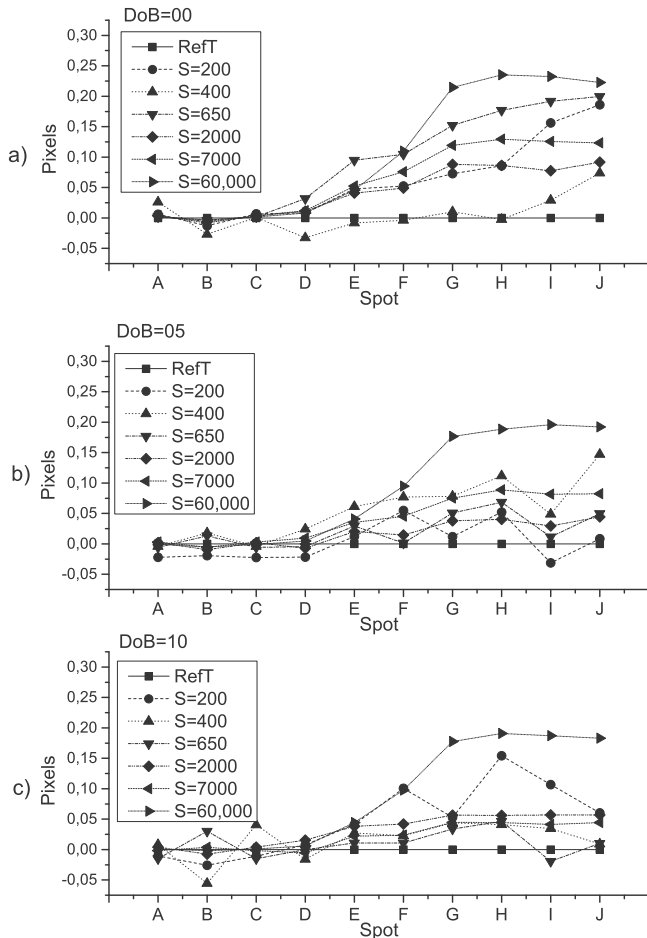 DoB=00
0,30
0,25
0,20
0,15
0,10
0,05
0,00
-0,05
Pixels
a)
RefT
S=200
S=400
S=650
S=2000
S=7000
S=60,000
A B C D E F G H I J
Spot
DoB=05
0,30
0,25
0,20
0,15
0,10
0,05
0,00
-0,05
Pixels
b)
RefT
S=200
S=400
S=650
S=2000
S=7000
S=60,000
A B C D E F G H I J
Spot
DoB=10
0,30
0,25
0,20
0,15
0,10
0,05
0,00
-0,05
Pixels
c)
RefT
S=200
S=400
S=650
S=2000
S=7000
S=60,000
A B C D E F G H I J
Spot